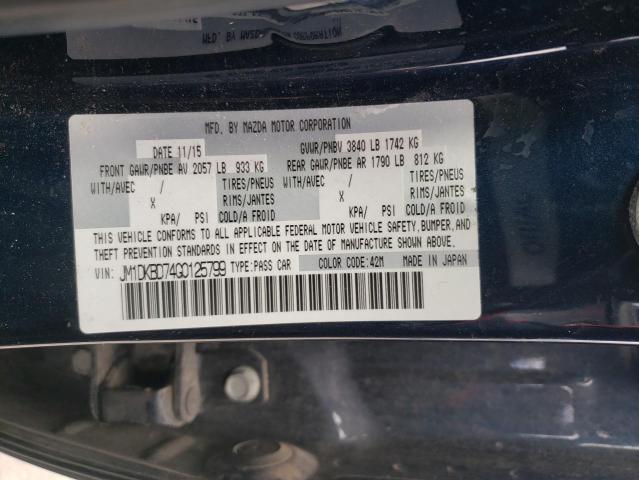 MFD. BY MAZDA MOTOR CORPORATION
DATE 11/15 GVWR/PNBV 3840 LB 1742 KG
FRONT GAWR/PNBE AV 2057 LB 933 KG REAR GAWR/PNBE AR 1790 LB 812 KG
WITH/AVEC / TIRES/PNEUS WITH/AVEC / TIRES/PNEUS
X RIMS/JANTES X RIMS/JANTES
KPA/ PSI COLD/A FROID KPA/ PSI COLD/A FROID
THIS VEHICLE CONFORMS TO ALL APPLICABLE FEDERAL MOTOR VEHICLE SAFETY, BUMPER, AND
THEFT PREVENTION STANDARDS IN EFFECT ON THE DATE OF MANUFACTURE SHOWN ABOVE.
VIN: JM1DKBD74G0125799 TYPE:PASS CAR COLOR CODE:42M MADE IN JAPAN